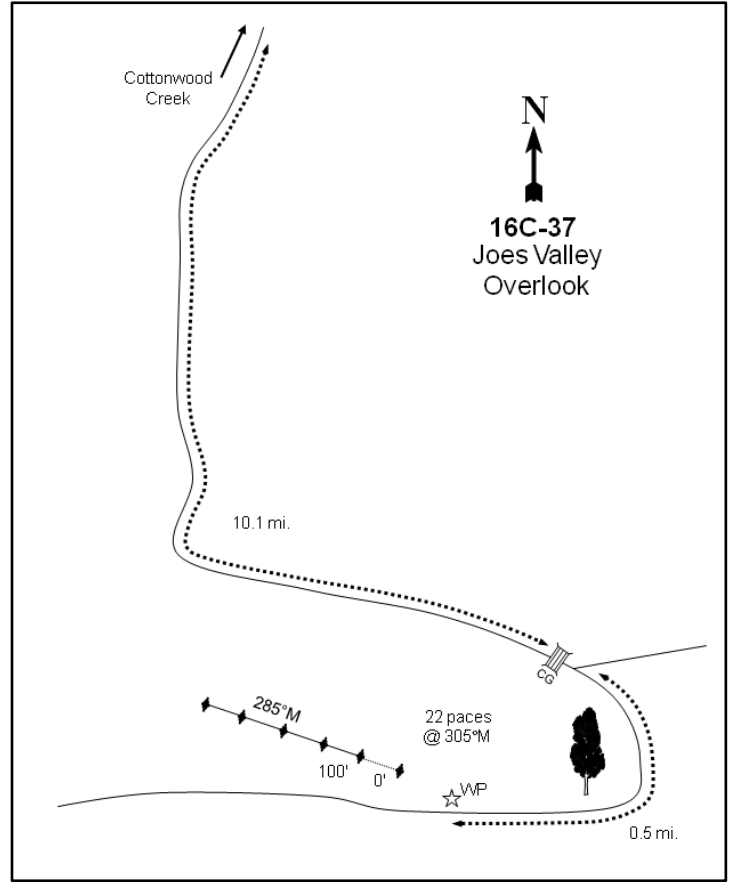 Cottonwood
Creek
N
16C-37
Joes Valley
Overlook
10.1 mi.
CG
285°M
22 paces
@ 305°M
100'
0'
WP
0.5 mi.